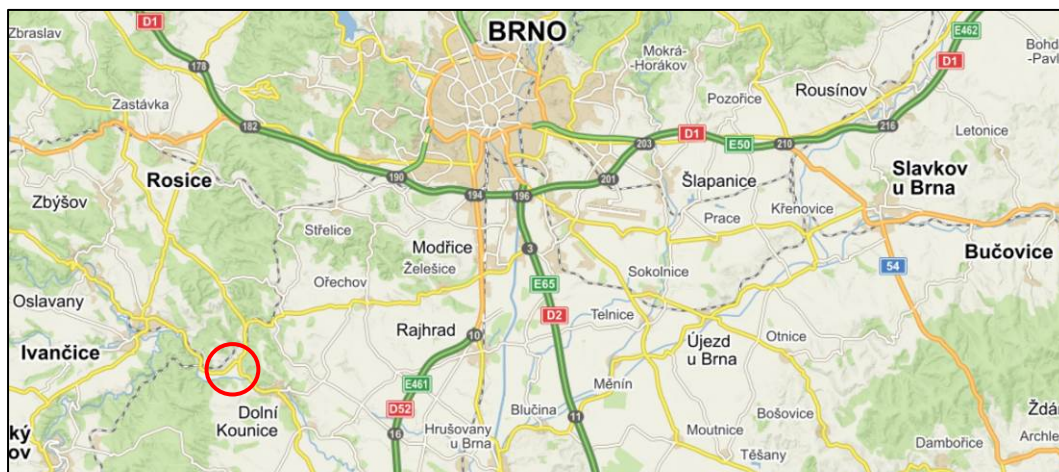 Zbraslav
D1
BRNO
E462
Bohd
-Pavl
D1
Mokrá-
-Horákov
178
Pozořice
Rousínov
Zastávka
182
203
D1
E50
210
216
Letonice
Rosice
190
194
196
201
Šlapanice
Slavkov
u Brna
Zbýšov
Střelice
Modřice
3
Prace
Křenovice
Želešice
Bučovice
Ořechov
E65
Sokolnice
54
Oslavany
D2
Telnice
Rajhrad
10
Újezd
u Brna
Otnice
Ivančice
E461
Měnín
D52
Blučina
11
Bošovice
Dolní
Kounice
16
Hrušovany
u Brna
Moutnice
Těšany
Dambořice
Ždá
Archle
ký
ov